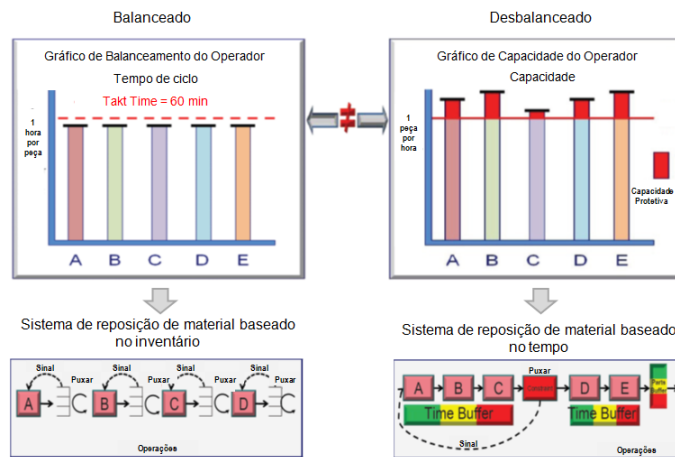 Balanceado
Gráfico de Balanceamento do Operador
Tempo de ciclo
Takt Time = 60 min
1
hora
por
peça
A B C D E
Sistema de reposição de material baseado
no inventário
Sinal Sinal Sinal Sinal
Puxar Puxar Puxar Puxar
A B C D
Operações
Desbalanceado
Gráfico de Capacidade do Operador
Capacidade
1
peça
por
hora
Capacidade
Protetiva
A B C D E
Sistema de reposição de material baseado
no tempo
Puxar
A B C D E
Time Buffer Time Buffer
Sinal
Operações